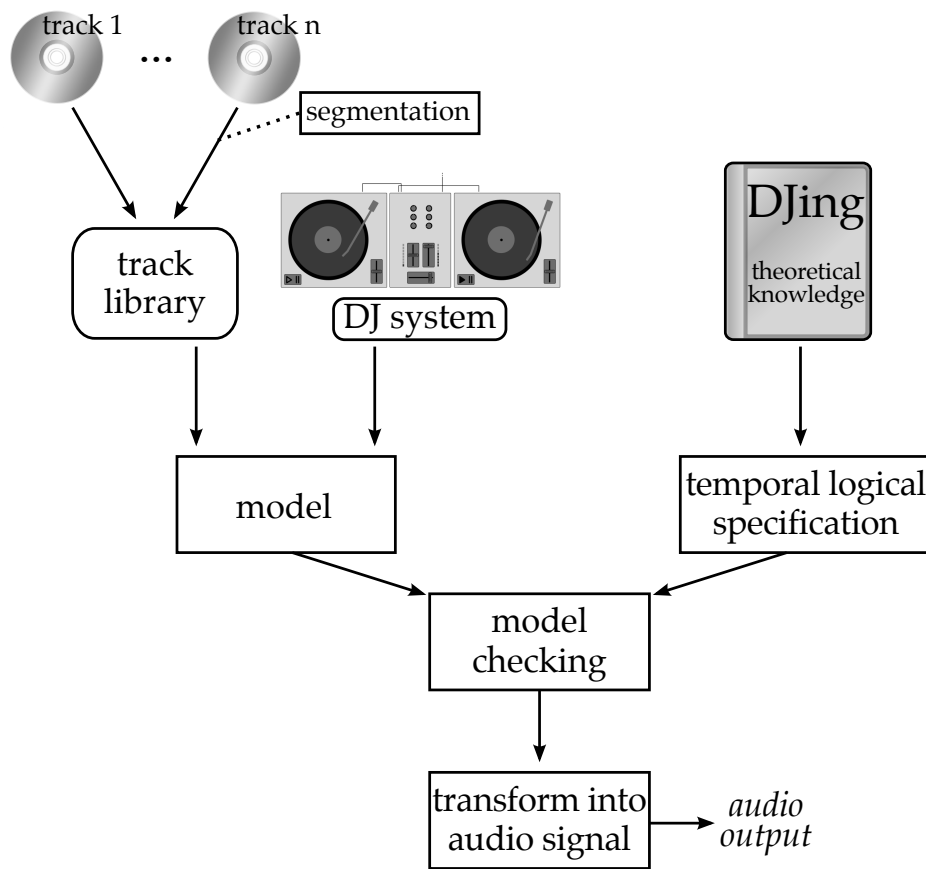 track 1
...
track n
segmentation
track
library
DJ system
DJing
theoretical
knowledge
model
temporal logical
specification
model
checking
transform into
audio signal
audio
output